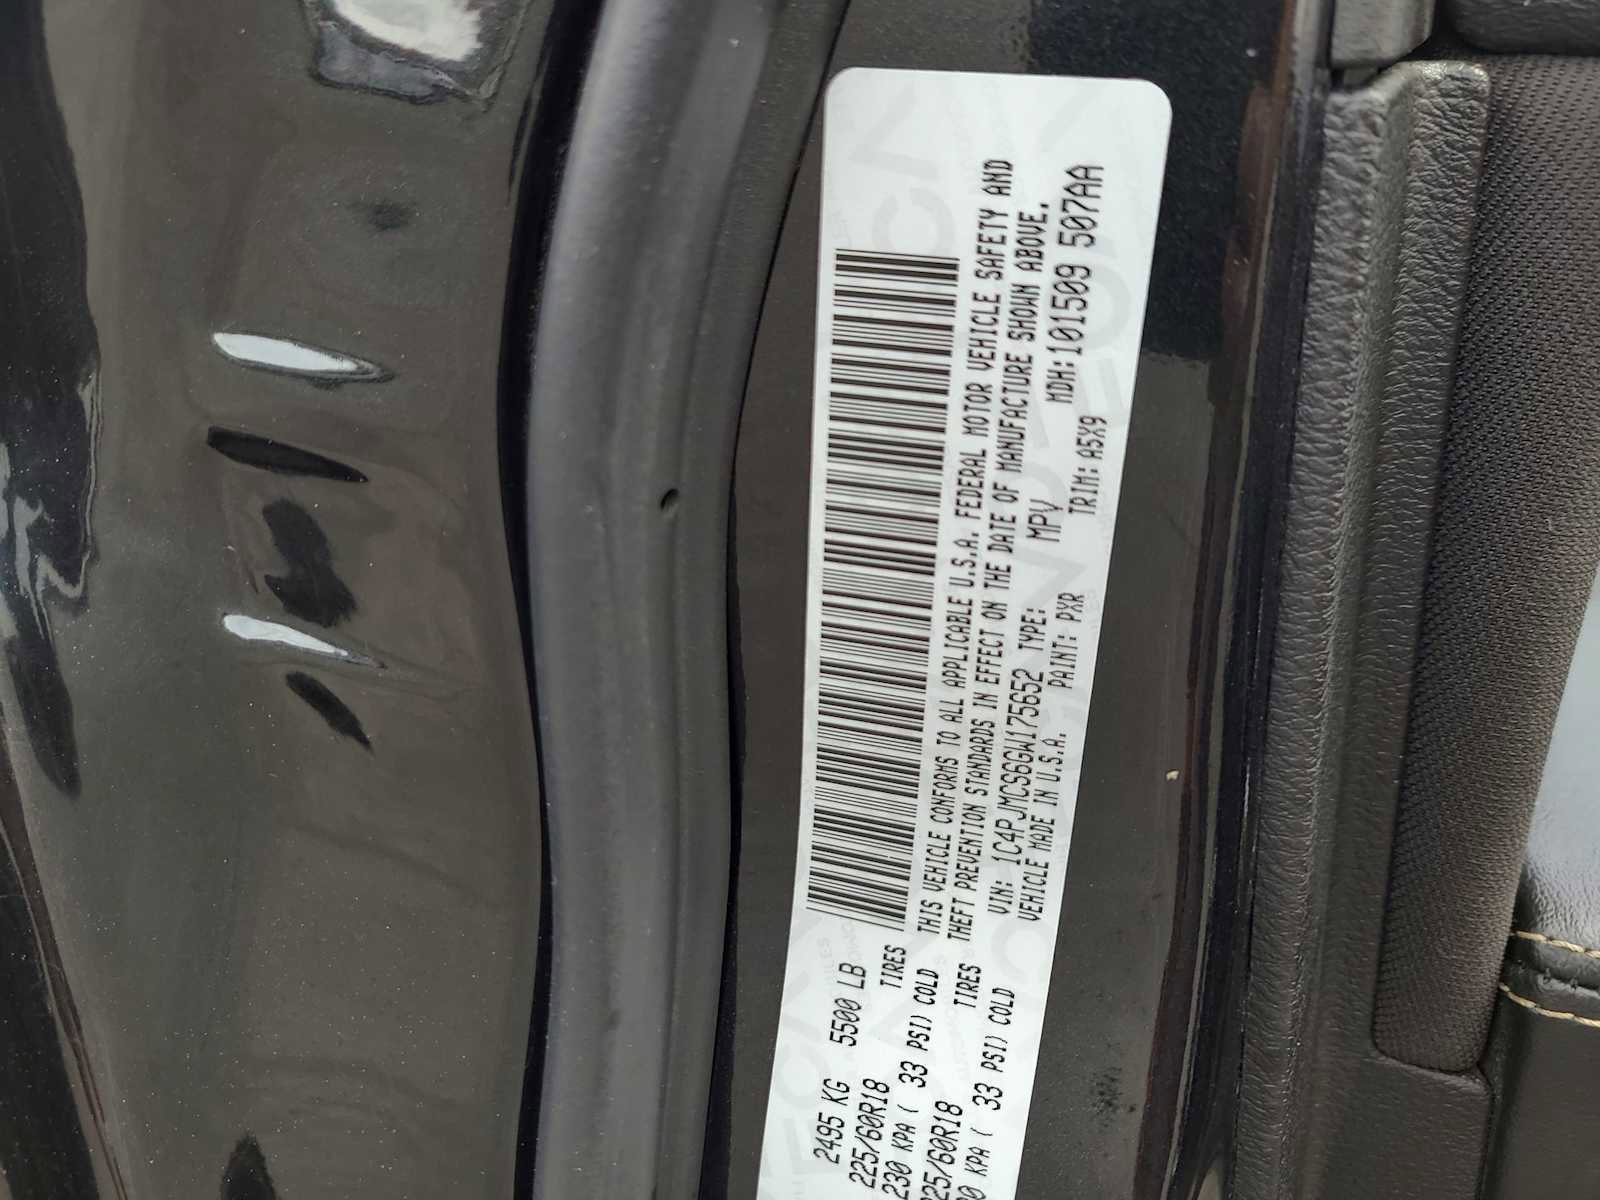 2495 KG 5500 LB
225/60R18 TIRES
230 KPA ( 33 PSI) COLD
225/60R18 TIRES
KPA ( 33 PSI) COLD
THIS VEHICLE CONFORMS TO ALL APPLICABLE U.S.A. FEDERAL MOTOR VEHICLE SAFETY AND
THEFT PREVENTION STANDARDS IN EFFECT ON THE DATE OF MANUFACTURE SHOWN ABOVE.
VIN: 1C4PJMCS6GW175652 TYPE: MPV MDH:101509 507AA
VEHICLE MADE IN U.S.A. PAINT: PXR TRIM: A5X9